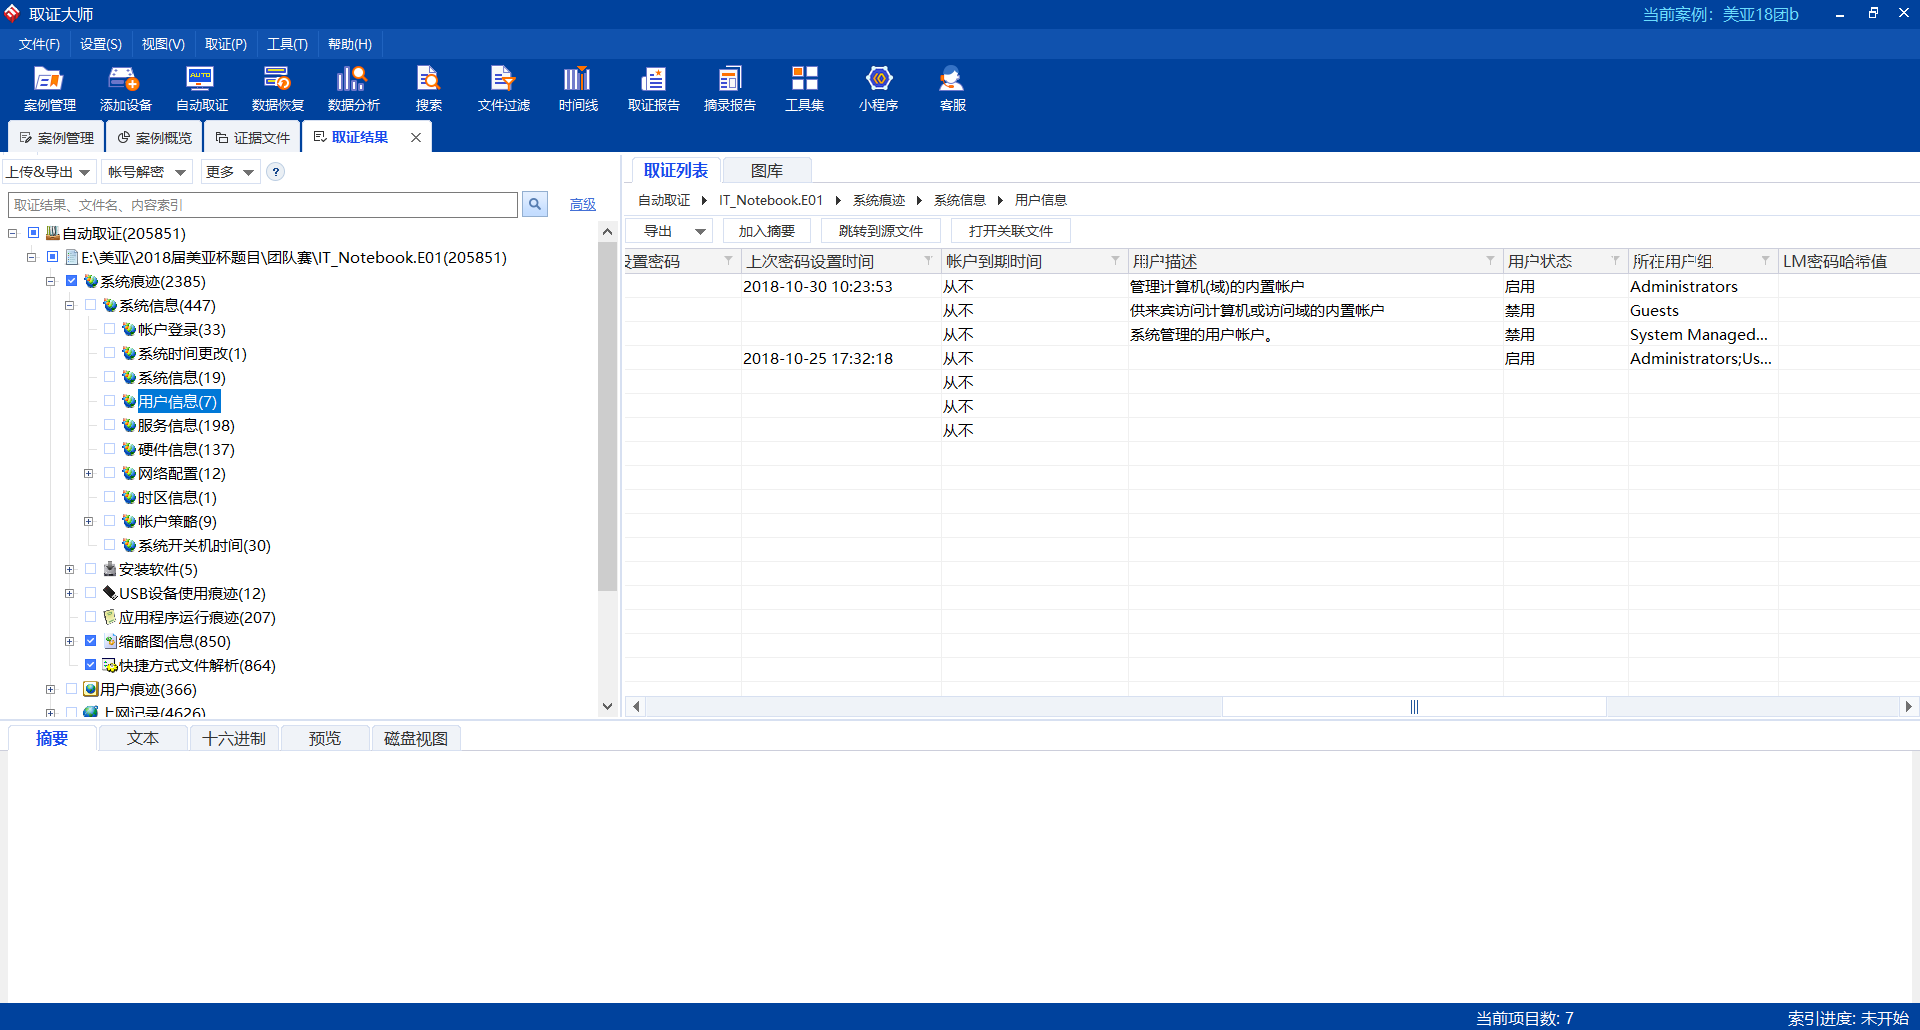 取证大师
当前案例：美亚18团b
文件(F) 设置(S) 视图(V) 取证(P) 工具(T) 帮助(H)
AUTO
案例管理 添加设备 自动取证 数据恢复 数据分析 搜索 文件过滤 时间线 取证报告 摘录报告 工具集 小程序 客服
案例管理 案例概览 证据文件 取证结果
上传&导出 帐号解密 更多 ?
取证结果、文件名、内容索引 高级
自动取证(205851)
E:\美亚\2018届美亚杯题目\团队赛\IT_Notebook.E01(205851)
系统痕迹(2385)
系统信息(447)
帐户登录(33)
系统时间更改(1)
系统信息(19)
用户信息(7)
服务信息(198)
硬件信息(137)
网络配置(12)
时区信息(1)
帐户策略(9)
系统开关机时间(30)
安装软件(5)
USB设备使用痕迹(12)
应用程序运行痕迹(207)
缩略图信息(850)
快捷方式文件解析(864)
用户痕迹(366)
上网记录(4626)
取证列表 图库
自动取证 IT_Notebook.E01 系统痕迹 系统信息 用户信息
导出 加入摘要 跳转到源文件 打开关联文件
设置密码 上次密码设置时间 帐户到期时间 用户描述 用户状态 所在用户组 LM密码哈希值
2018-10-30 10:23:53 从不 管理计算机(域)的内置帐户 启用 Administrators
从不 供来宾访问计算机或访问域的内置帐户 禁用 Guests
从不 系统管理的用户帐户。 禁用 System Managed...
2018-10-25 17:32:18 从不 启用 Administrators;Us...
从不
从不
从不
摘要 文本 十六进制 预览 磁盘视图
当前项目数: 7 索引进度: 未开始